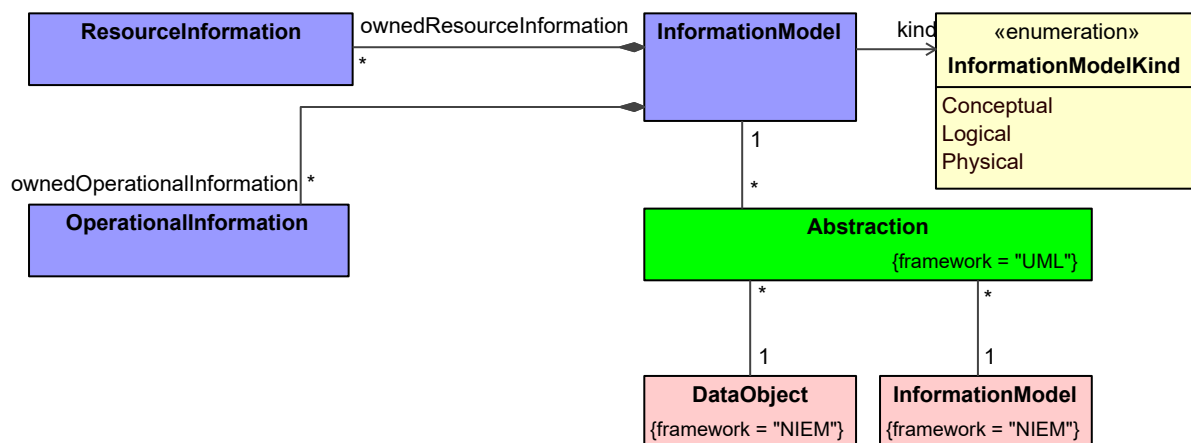 ResourceInformation
ownedResourceInformation
*
InformationModel
kind
«enumeration»
InformationModelKind
Conceptual
Logical
Physical
ownedOperationalInformation
*
OperationalInformation
1
*
Abstraction
{framework = "UML"}
*
*
1
1
DataObject
{framework = "NIEM"}
InformationModel
{framework = "NIEM"}